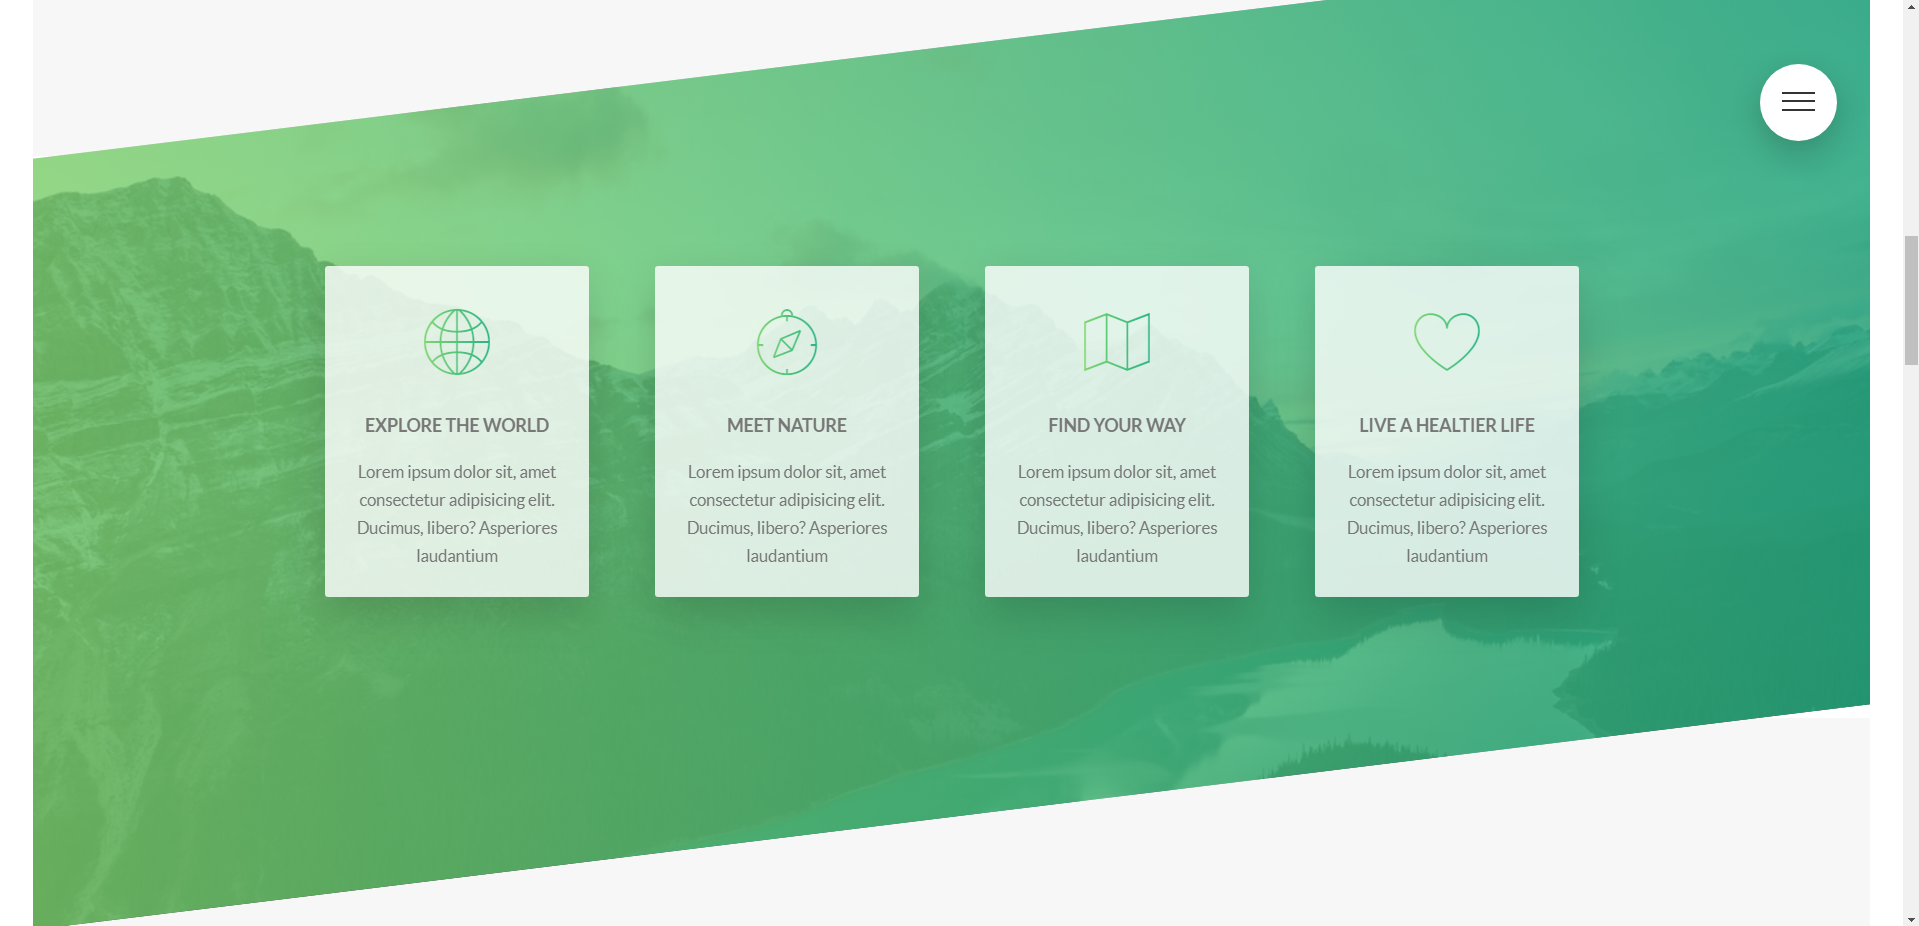 EXPLORE THE WORLD
Lorem ipsum dolor sit, amet
consectetur adipisicing elit.
Ducimus, libero? Asperiores
laudantium
MEET NATURE
Lorem ipsum dolor sit, amet
consectetur adipisicing elit.
Ducimus, libero? Asperiores
laudantium
FIND YOUR WAY
Lorem ipsum dolor sit, amet
consectetur adipisicing elit.
Ducimus, libero? Asperiores
laudantium
LIVE A HEALTIER LIFE
Lorem ipsum dolor sit, amet
consectetur adipisicing elit.
Ducimus, libero? Asperiores
laudantium